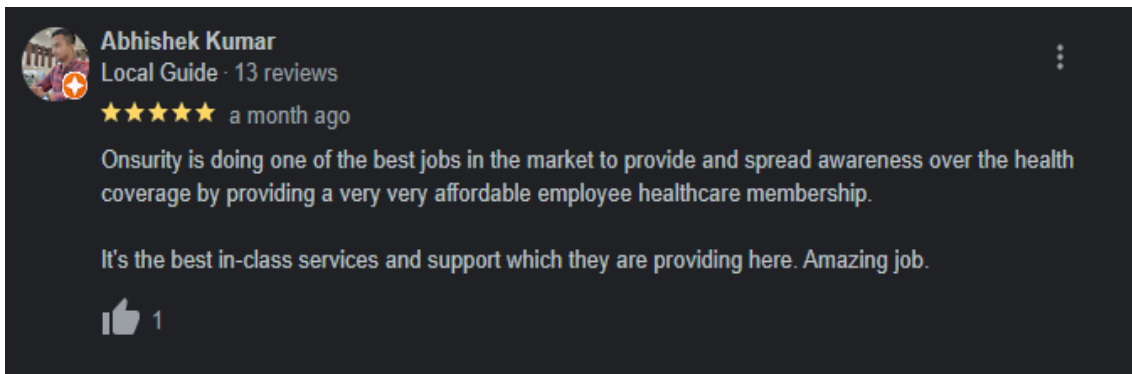 Abhishek Kumar
Local Guide · 13 reviews
a month ago
Onsurity is doing one of the best jobs in the market to provide and spread awareness over the health
coverage by providing a very very affordable employee healthcare membership.
It's the best in-class services and support which they are providing here. Amazing job.
1